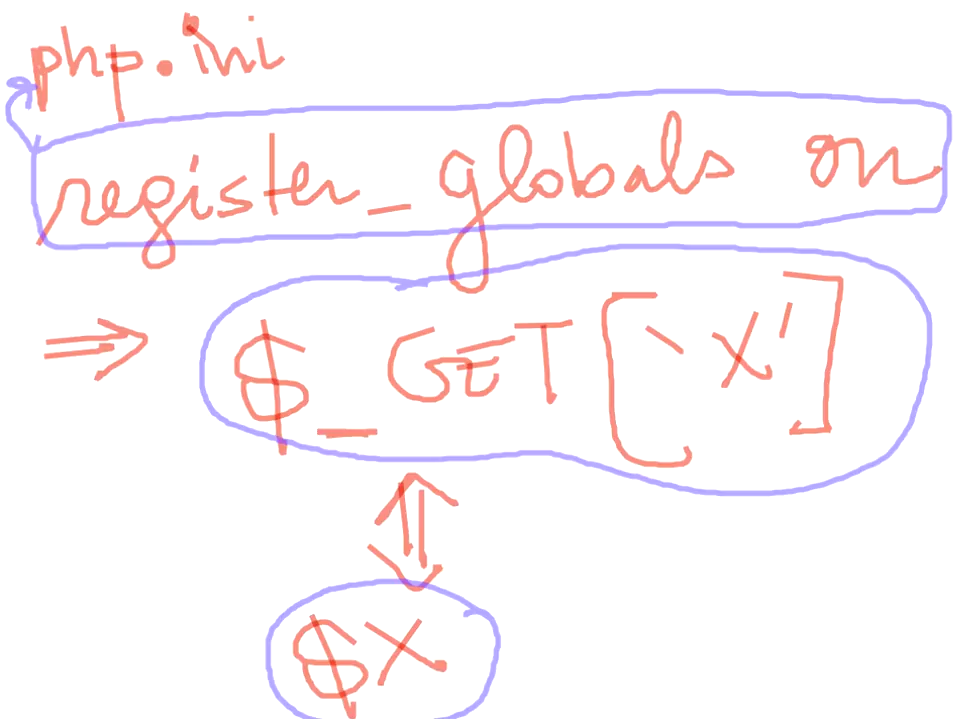 php.ini
register_globals on
⇒ $_GET[`X']
⇕
$X